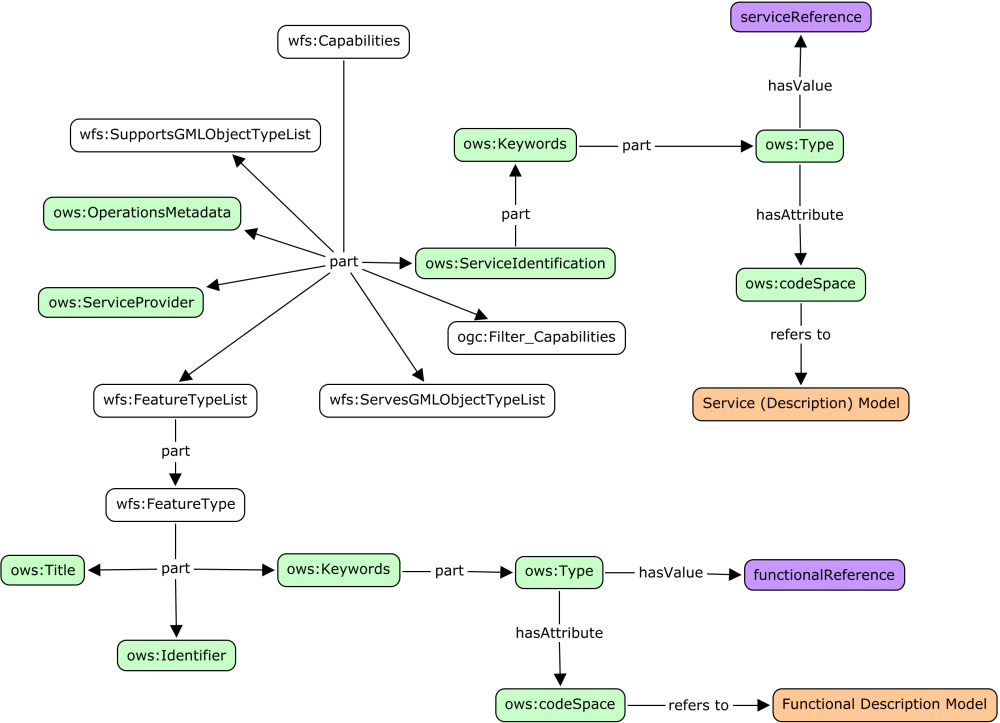 serviceReference
wfs:Capabilities
hasValue
wfs:SupportsGMLObjectTypeList
ows:Keywords
part
ows:Type
ows:OperationsMetadata
part
hasAttribute
part
ows:ServiceIdentification
ows:ServiceProvider
ows:codeSpace
ogc:Filter_Capabilities
refers to
wfs:FeatureTypeList
wfs:ServesGMLObjectTypeList
Service (Description) Model
part
wfs:FeatureType
ows:Title
part
ows:Keywords
part
ows:Type
hasValue
functionalReference
hasAttribute
ows:Identifier
ows:codeSpace
refers to
Functional Description Model